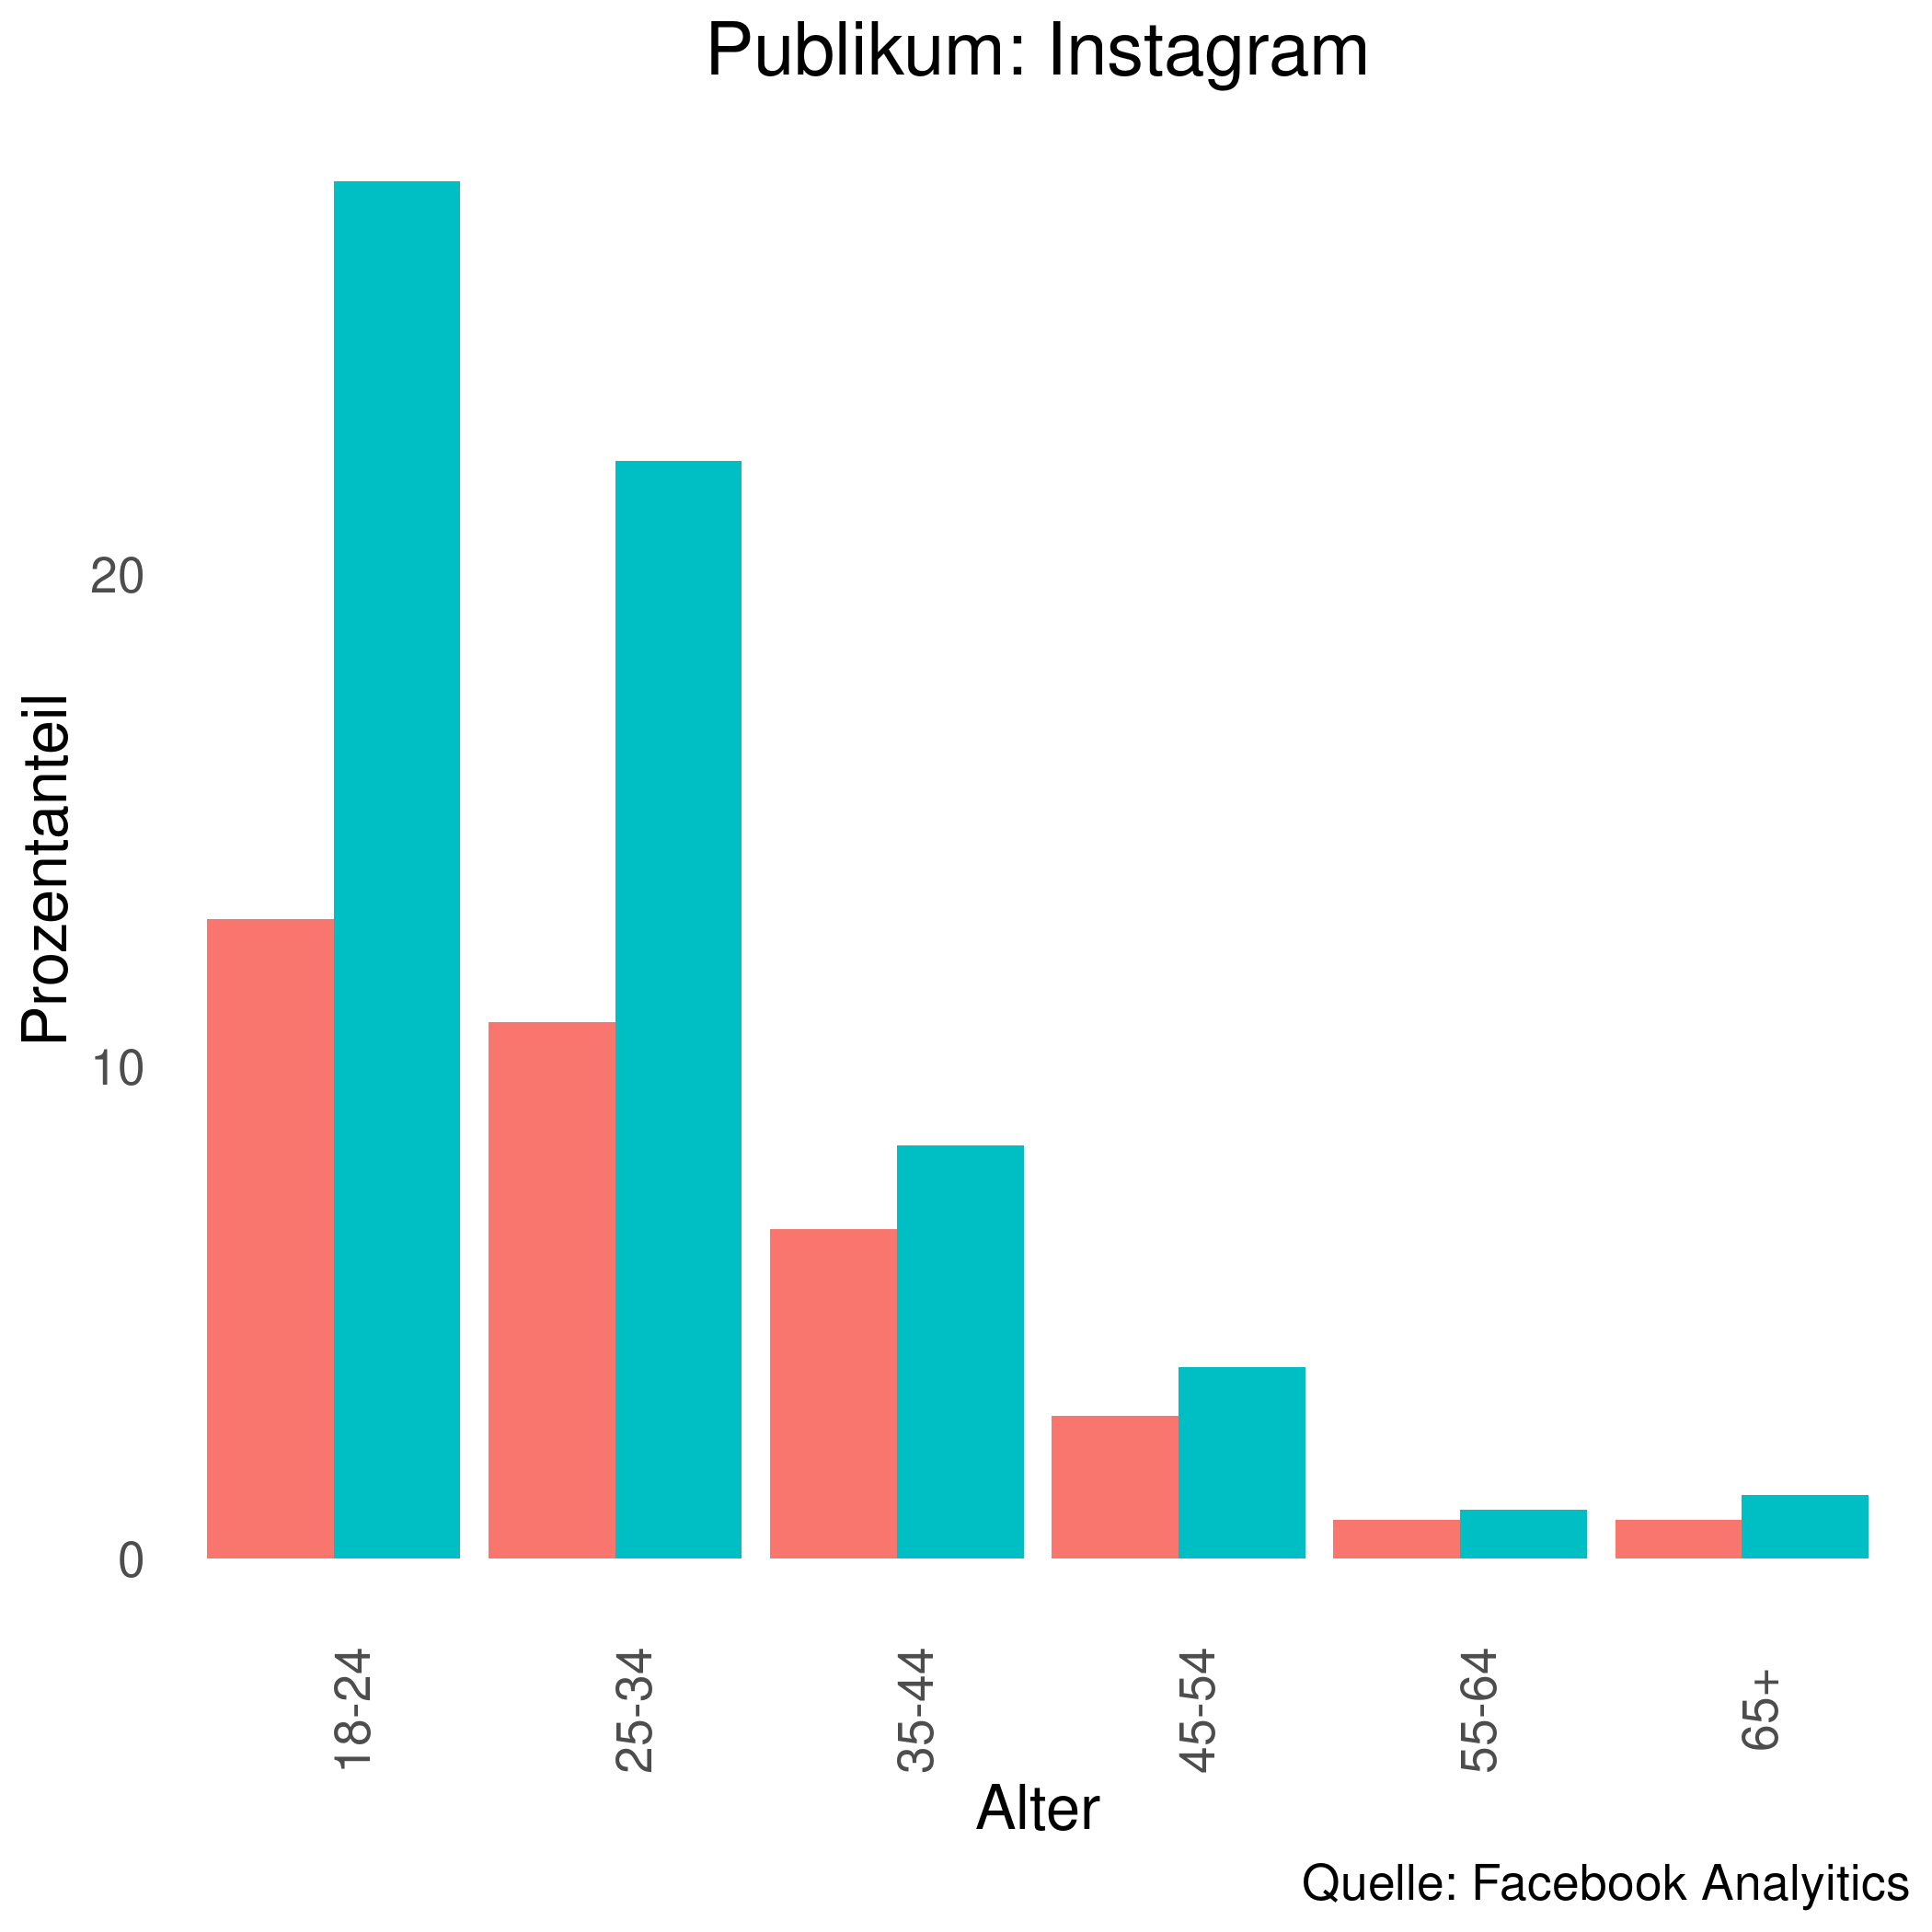 Publikum: Instagram
20
10
0
Prozentanteil
18-24
25-34
35-44
45-54
55-64
65+
Alter
Quelle: Facebook Analyitics